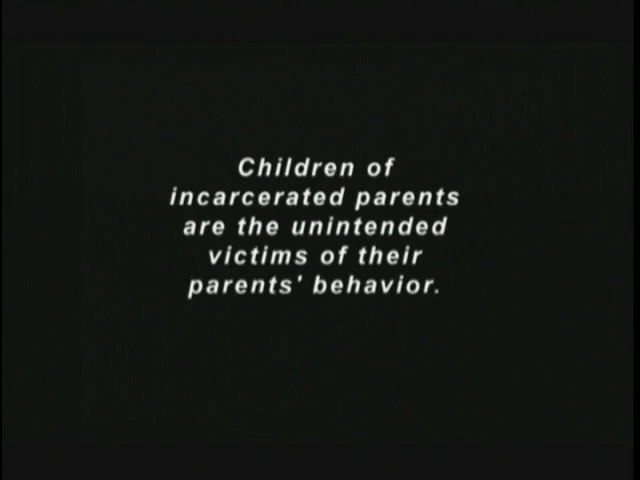 Children of
incarcerated parents
are the unintended
victims of their
parents' behavior.